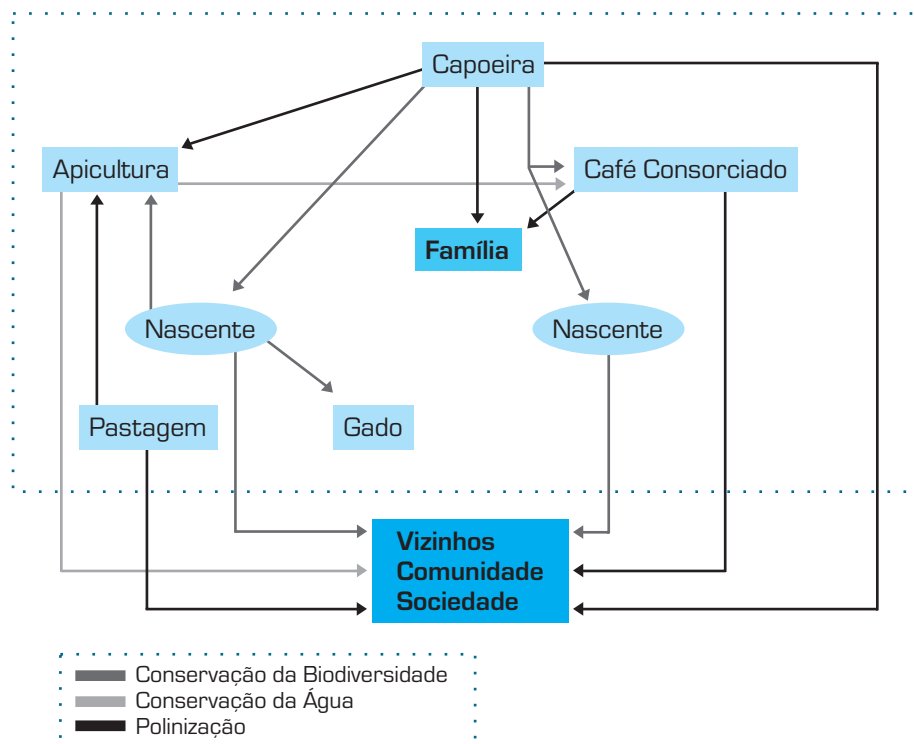 Capoeira
Apicultura
Café Consorciado
Família
Nascente
Nascente
Pastagem
Gado
Vizinhos
Comunidade
Sociedade
Conservação da Biodiversidade
Conservação da Água
Polinização